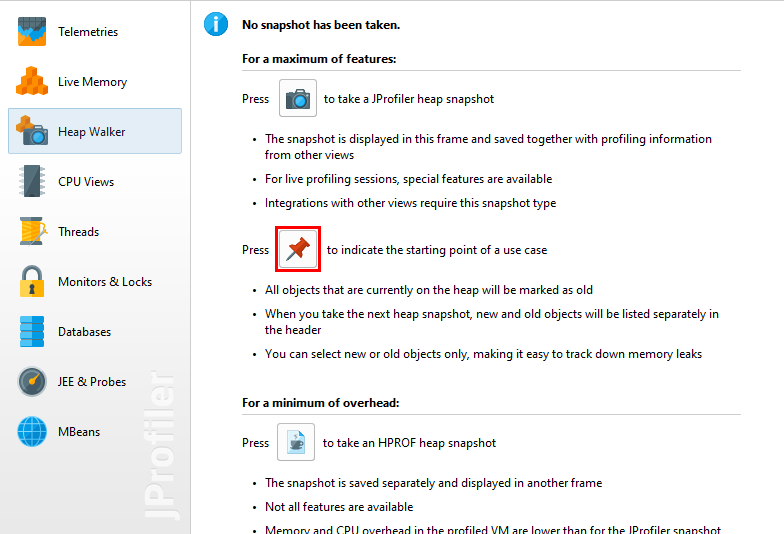 Telemetries
Live Memory
Heap Walker
CPU Views
Threads
Monitors & Locks
Databases
JEE & Probes
MBeans
JProfiler
No snapshot has been taken.
For a maximum of features:
Press to take a JProfiler heap snapshot
• The snapshot is displayed in this frame and saved together with profiling information
from other views
• For live profiling sessions, special features are available
• Integrations with other views require this snapshot type
Press to indicate the starting point of a use case
• All objects that are currently on the heap will be marked as old
• When you take the next heap snapshot, new and old objects will be listed separately in
the header
• You can select new or old objects only, making it easy to track down memory leaks
For a minimum of overhead:
Press to take an HPROF heap snapshot
• The snapshot is saved separately and displayed in another frame
• Not all features are available
• Memory and CPU overhead in the profiled VM are lower than for the JProfiler snapshot